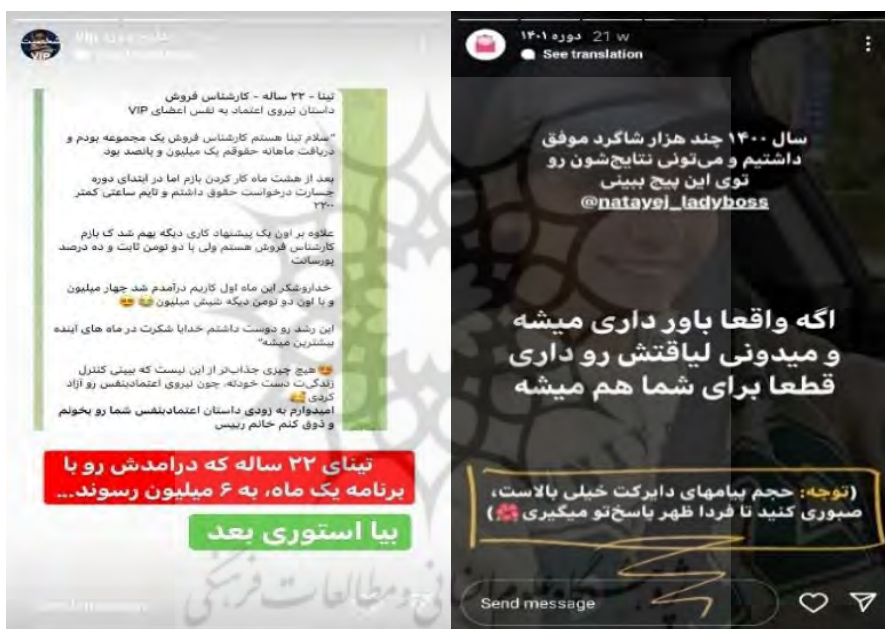 VIP
تینا - ۲۲ ساله - کارشناس فروش
داستان نیروی اعتماد به نفس اعضای VIP
"سلام تینا هستم کارشناس فروش یک مجموعه بودم و
دریافت ماهانه حقوقم یک میلیون و پانصد بود
بعد از هشت ماه کار کردن بازم اما در ابتدای دوره
جسارت درخواست حقوق داشتم و تایم ساعتی کمتر
۲۲۰۰
علاوه بر اون یک پیشنهاد کاری دیگه بهم شد ک بازم
کارشناس فروش هستم ولی با دو تومن ثابت و ده درصد
پورسانت
خداروشکر این ماه اول کاریم درآمدم شد چهار میلیون
و با اون دو تومن دیگه شیش میلیون😂😍
این رشد رو دوست داشتم خدایا شکرت در ماه های آینده
بیشترین میشه"
😍هیچ چیزی جذاب‌تر از این نیست که ببینی کنترل
زندگی‌ت دست خودته، چون نیروی اعتمادبنفس رو آزاد
کردی🥰
امیدوارم به زودی داستان اعتمادبنفس شما رو بخونم
و ذوق کنم خانم رییس
تینای ۲۲ ساله که درامدش رو با
برنامه یک ماه، به ۶ میلیون رسوند...
بیا استوری بعد
دوره ۱۴۰۱ 21 w
See translation
سال ۱۴۰۰ چند هزار شاگرد موفق
داشتیم و می‌تونی نتایج‌شون رو
توی این پیج ببینی
@natayej_ladyboss
اگه واقعا باور داری میشه
و میدونی لیاقتش رو داری
قطعا برای شما هم میشه
(توجه: حجم پیامهای دایرکت خیلی بالاست،
صبوری کنید تا فردا ظهر پاسخ‌تو میگیری🌺)
Send message